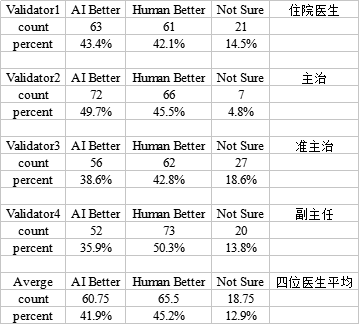 Validator1 AI Better Human Better Not Sure 住院医生
count 63 61 21
percent 43.4% 42.1% 14.5%
Validator2 AI Better Human Better Not Sure 主治
count 72 66 7
percent 49.7% 45.5% 4.8%
Validator3 AI Better Human Better Not Sure 准主治
count 56 62 27
percent 38.6% 42.8% 18.6%
Validator4 AI Better Human Better Not Sure 副主任
count 52 73 20
percent 35.9% 50.3% 13.8%
Averge AI Better Human Better Not Sure 四位医生平均
count 60.75 65.5 18.75
percent 41.9% 45.2% 12.9%